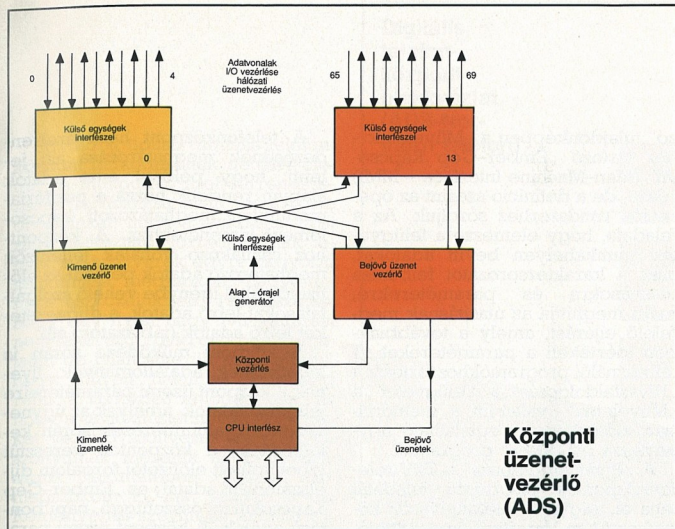 0
4
Adatvonalak
I/O vezérlése
hálózati
üzenetvezérlés
65
69
Külső egységek
interfészei
0
Külső egységek
interfészei
13
Külső egységek
interfészei
Kimenő üzenet
vezérlő
Alap – órajel
generátor
Bejövő üzenet
vezérlő
Központi
vezérlés
CPU interfész
Kimenő
üzenetek
Bejövő
üzenetek
Központi
üzenet-
vezérlő
(ADS)